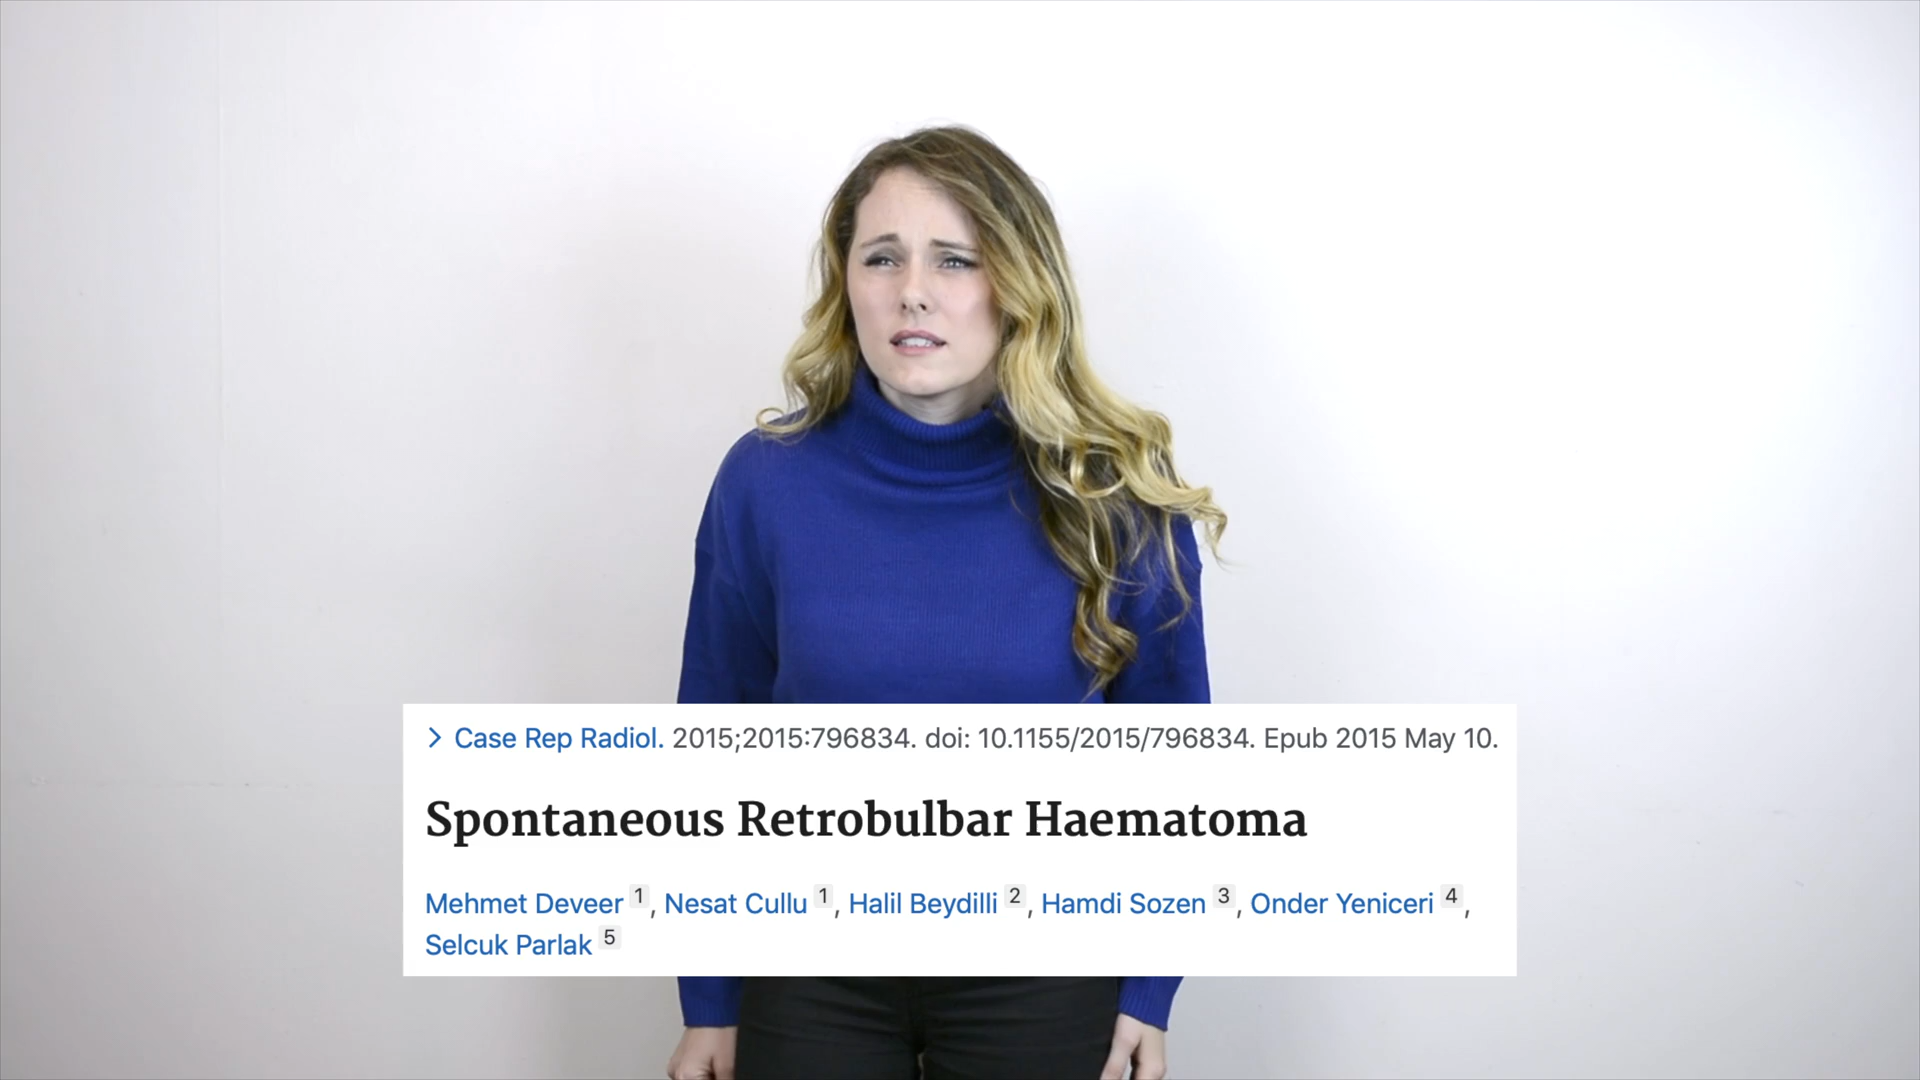 > Case Rep Radiol. 2015;2015:796834. doi: 10.1155/2015/796834. Epub 2015 May 10.
Spontaneous Retrobulbar Haematoma
Mehmet Deveer 1, Nesat Cullu 1, Halil Beydilli 2, Hamdi Sozen 3, Onder Yeniceri 4,
Selcuk Parlak 5